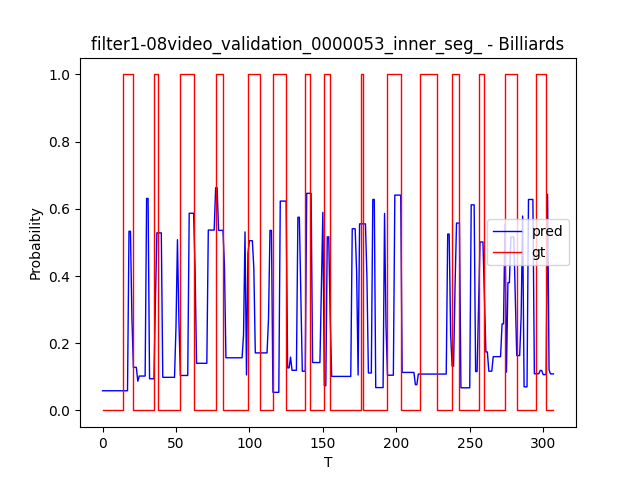 filter1-08video_validation_0000053_inner_seg_ - Billiards
1.0
0.8
0.6
0.4
0.2
0.0
Probability
pred
gt
0 50 100 150 200 250 300
T